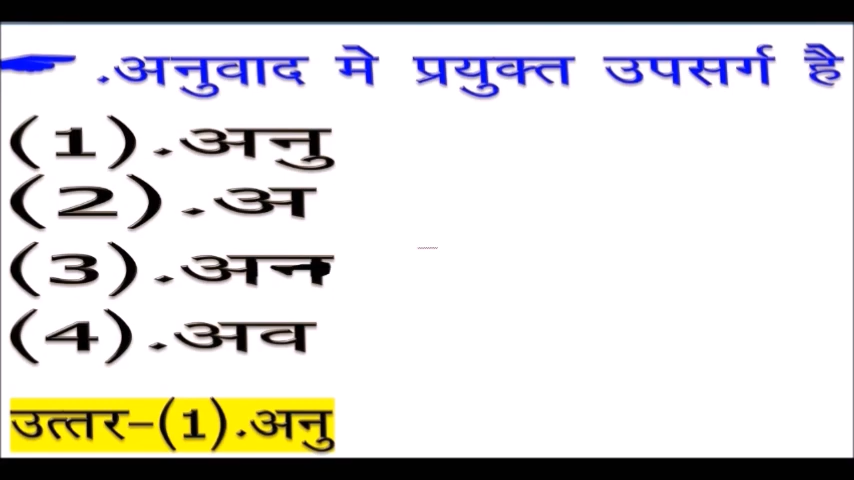 .अनुवाद मे प्रयुक्त उपसर्ग है
(1).अनु
(2).अ
(3).अन
(4).अव
उत्तर-(1).अनु